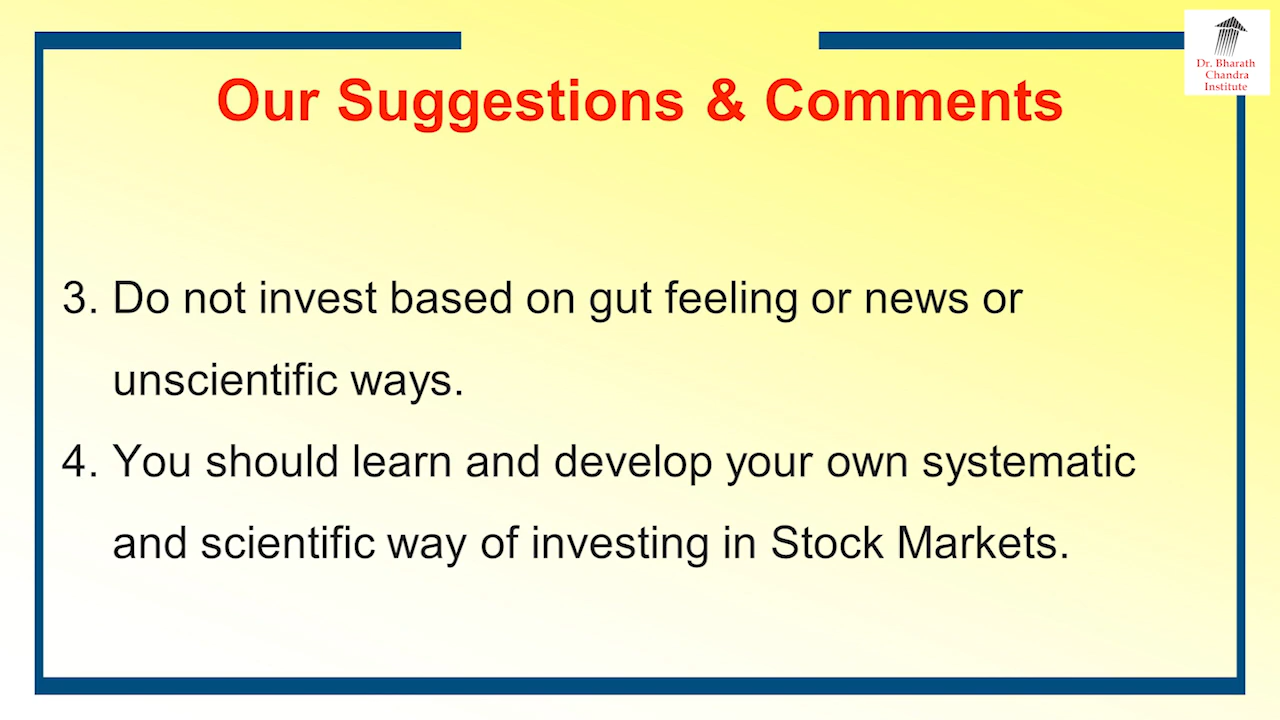 Dr. Bharath
Chandra
Institute
Our Suggestions & Comments
3. Do not invest based on gut feeling or news or
unscientific ways.
4. You should learn and develop your own systematic
and scientific way of investing in Stock Markets.